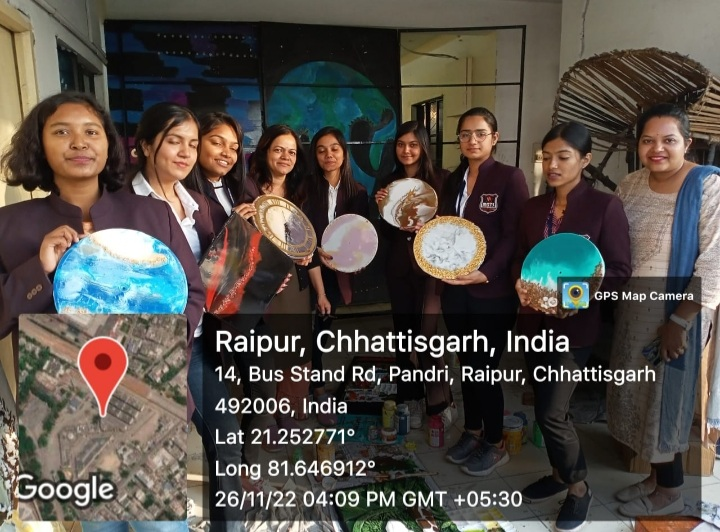 GPS Map Camera
Raipur, Chhattisgarh, India
14, Bus Stand Rd, Pandri, Raipur, Chhattisgarh
492006, India
Lat 21.252771°
Long 81.646912°
26/11/22 04:09 PM GMT +05:30
Google